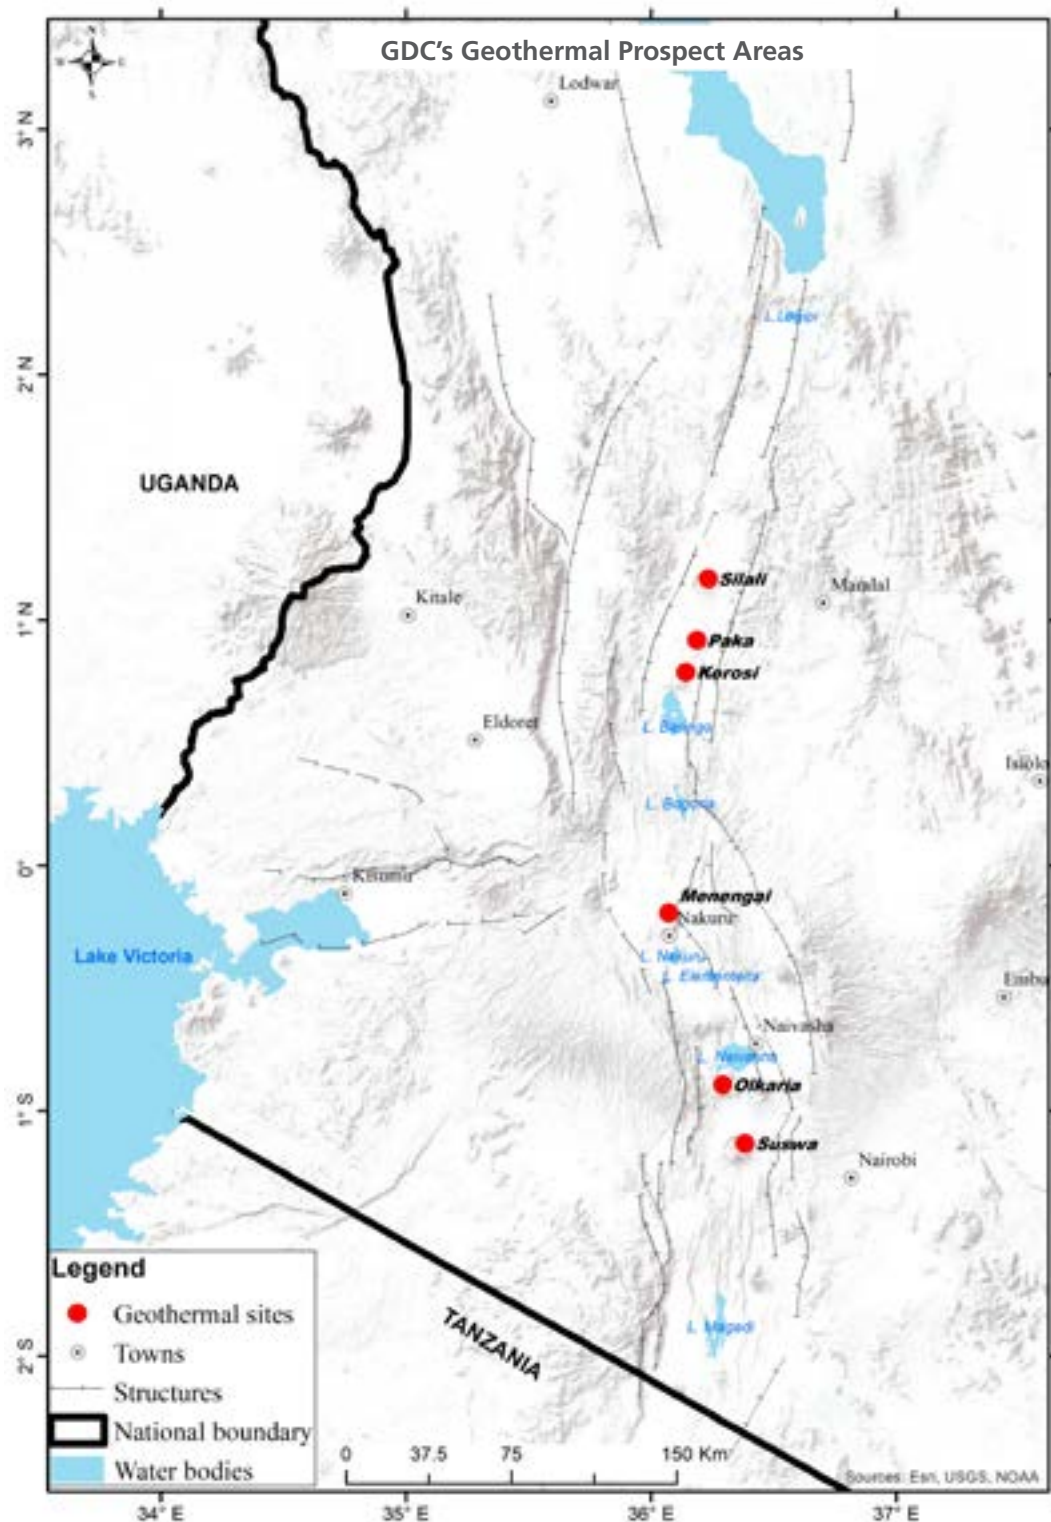 GDC's Geothermal Prospect Areas
N
W E
S
Lodwar
3°N
L. Logipi
2°N
UGANDA
Silali
Maralal
Kitale
1°N
Paka
Korosi
L. Baringo
Eldoret
Isiolo
L. Bogoria
0°
Kisumu
Menengai
Nakuru
Lake Victoria
L. Nakuru
L. Elementeita
Embu
Naivasha
L. Naivasha
Olkaria
1°S
Suswa
Nairobi
Legend
Geothermal sites
Towns
Structures
National boundary
Water bodies
TANZANIA
L. Magadi
2°S
0 37.5 75 150 Km
Sources: Esri, USGS, NOAA
34° E 35° E 36° E 37° E